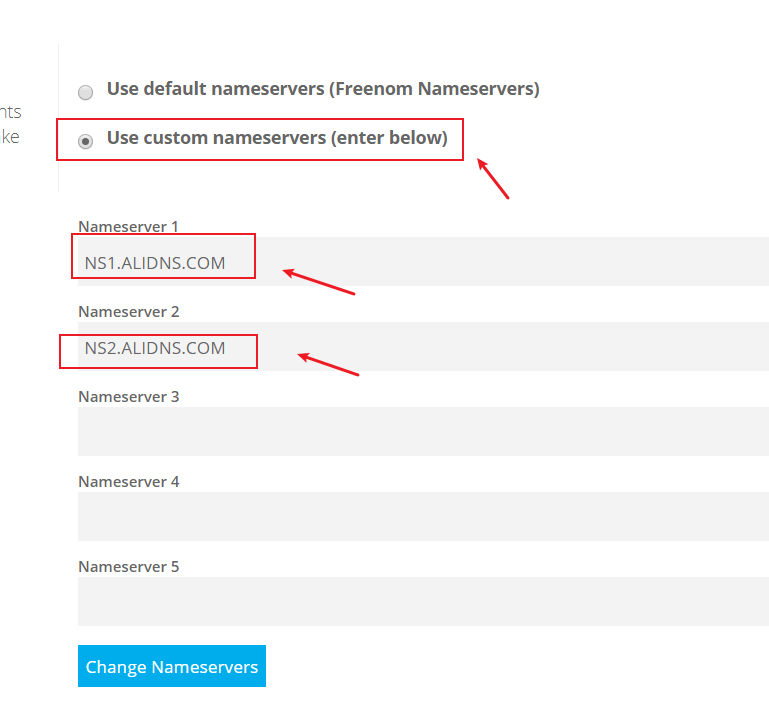 Use default nameservers (Freenom Nameservers)
nts
ke
Use custom nameservers (enter below)
Nameserver 1
NS1.ALIDNS.COM
Nameserver 2
NS2.ALIDNS.COM
Nameserver 3
Nameserver 4
Nameserver 5
Change Nameservers